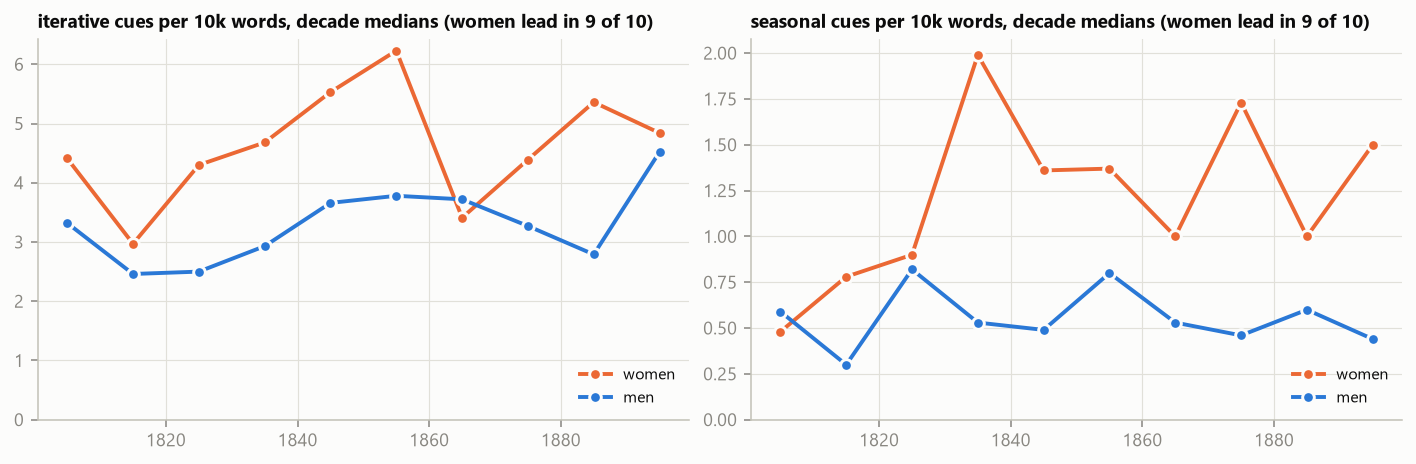 iterative cues per 10k words, decade medians (women lead in 9 of 10)
6
5
4
3
2
1
0
1820 1840 1860 1880
women
men
seasonal cues per 10k words, decade medians (women lead in 9 of 10)
2.00
1.75
1.50
1.25
1.00
0.75
0.50
0.25
0.00
1820 1840 1860 1880
women
men